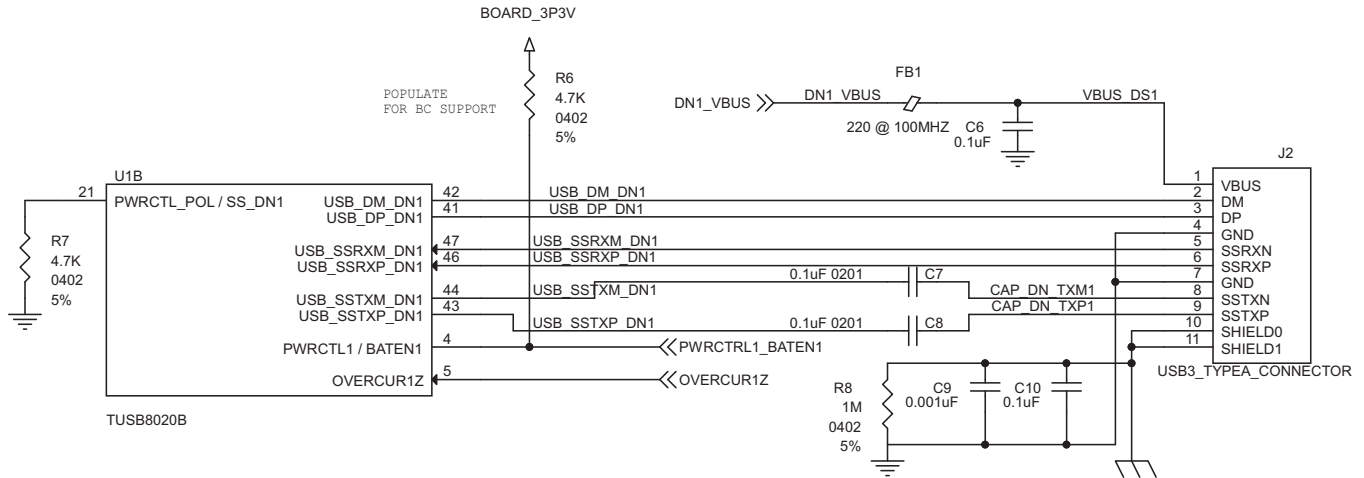 BOARD_3P3V
R6
4.7K
0402
5%
POPULATE
FOR BC SUPPORT
FB1
DN1_VBUS
DN1_VBUS
VBUS_DS1
220 @ 100MHZ
C6
0.1uF
J2
U1B
21
PWRCTL_POL / SS_DN1
R7
4.7K
0402
5%
USB_DM_DN1
42
USB_DM_DN1
USB_DP_DN1
41
USB_DP_DN1
USB_SSRXM_DN1
47
USB_SSRXM_DN1
USB_SSRXP_DN1
46
USB_SSRXP_DN1
USB_SSTXM_DN1
44
USB_SSTXM_DN1
USB_SSTXP_DN1
43
USB_SSTXP_DN1
PWRCTL1 / BATEN1
4
PWRCTRL1_BATEN1
OVERCUR1Z
5
OVERCUR1Z
TUSB8020B
0.1uF 0201
C7
CAP_DN_TXM1
CAP_DN_TXP1
0.1uF 0201
C8
1
VBUS
2
DM
3
DP
4
GND
5
SSRXN
6
SSRXP
7
GND
8
SSTXN
9
SSTXP
10
SHIELD0
11
SHIELD1
USB3_TYPEA_CONNECTOR
R8
1M
0402
5%
C9
0.001uF
C10
0.1uF